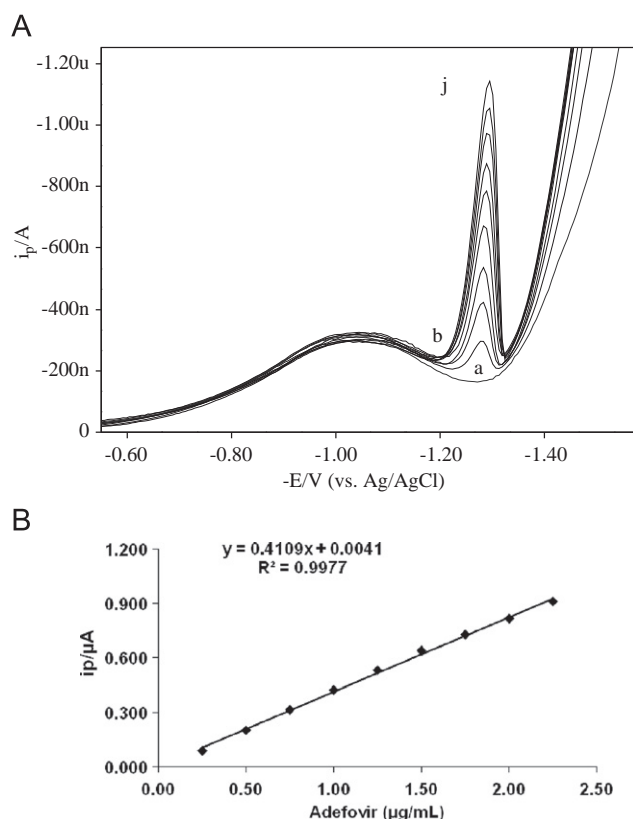 A
-1.20u
-1.00u
-800n
-600n
-400n
-200n
0
ip/A
j
b
a
-0.60 -0.80 -1.00 -1.20 -1.40
-E/V (vs. Ag/AgCl)
B
y = 0.4109x + 0.0041
R² = 0.9977
1.200
0.900
0.600
0.300
0.000
ip/µA
0.00 0.50 1.00 1.50 2.00 2.50
Adefovir (µg/mL)